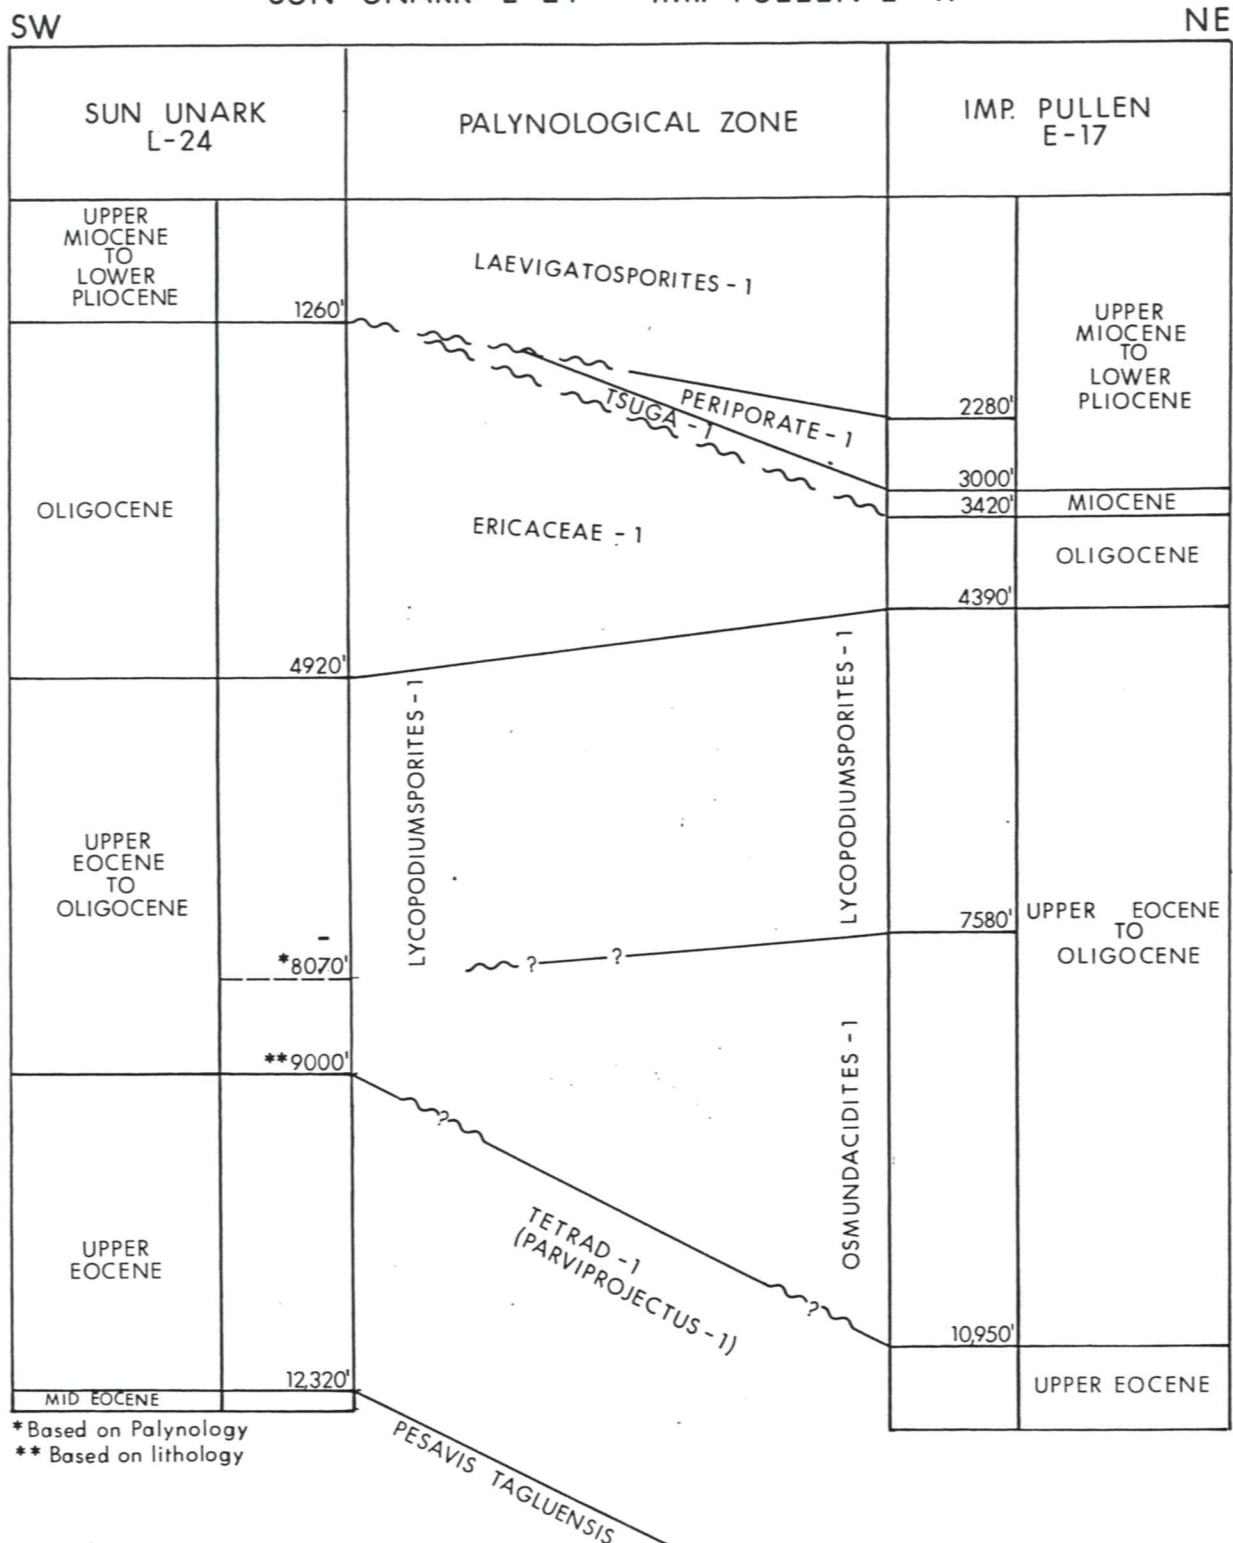 SW
NE
SUN UNARK
L-24
PALYNOLOGICAL ZONE
IMP. PULLEN
E-17
UPPER
MIOCENE
TO
LOWER
PLIOCENE
1260'
LAEVIGATOSPORITES - 1
UPPER
MIOCENE
TO
LOWER
PLIOCENE
2280'
PERIPORATE - 1
TSUGA - 1
3000'
3420'
MIOCENE
OLIGOCENE
ERICACEAE - 1
OLIGOCENE
4390'
4920'
LYCOPODIUMSPORITES - 1
LYCOPODIUMSPORITES - 1
UPPER
EOCENE
TO
OLIGOCENE
7580'
UPPER EOCENE
TO
OLIGOCENE
*8070'
? ?
**9000'
?
OSMUNDACIDITES - 1
UPPER
EOCENE
TETRAD - 1
(PARVIPROJECTUS - 1)
?
10,950'
UPPER EOCENE
12,320'
MID EOCENE
*Based on Palynology
** Based on lithology
PESAVIS TAGLUENSIS